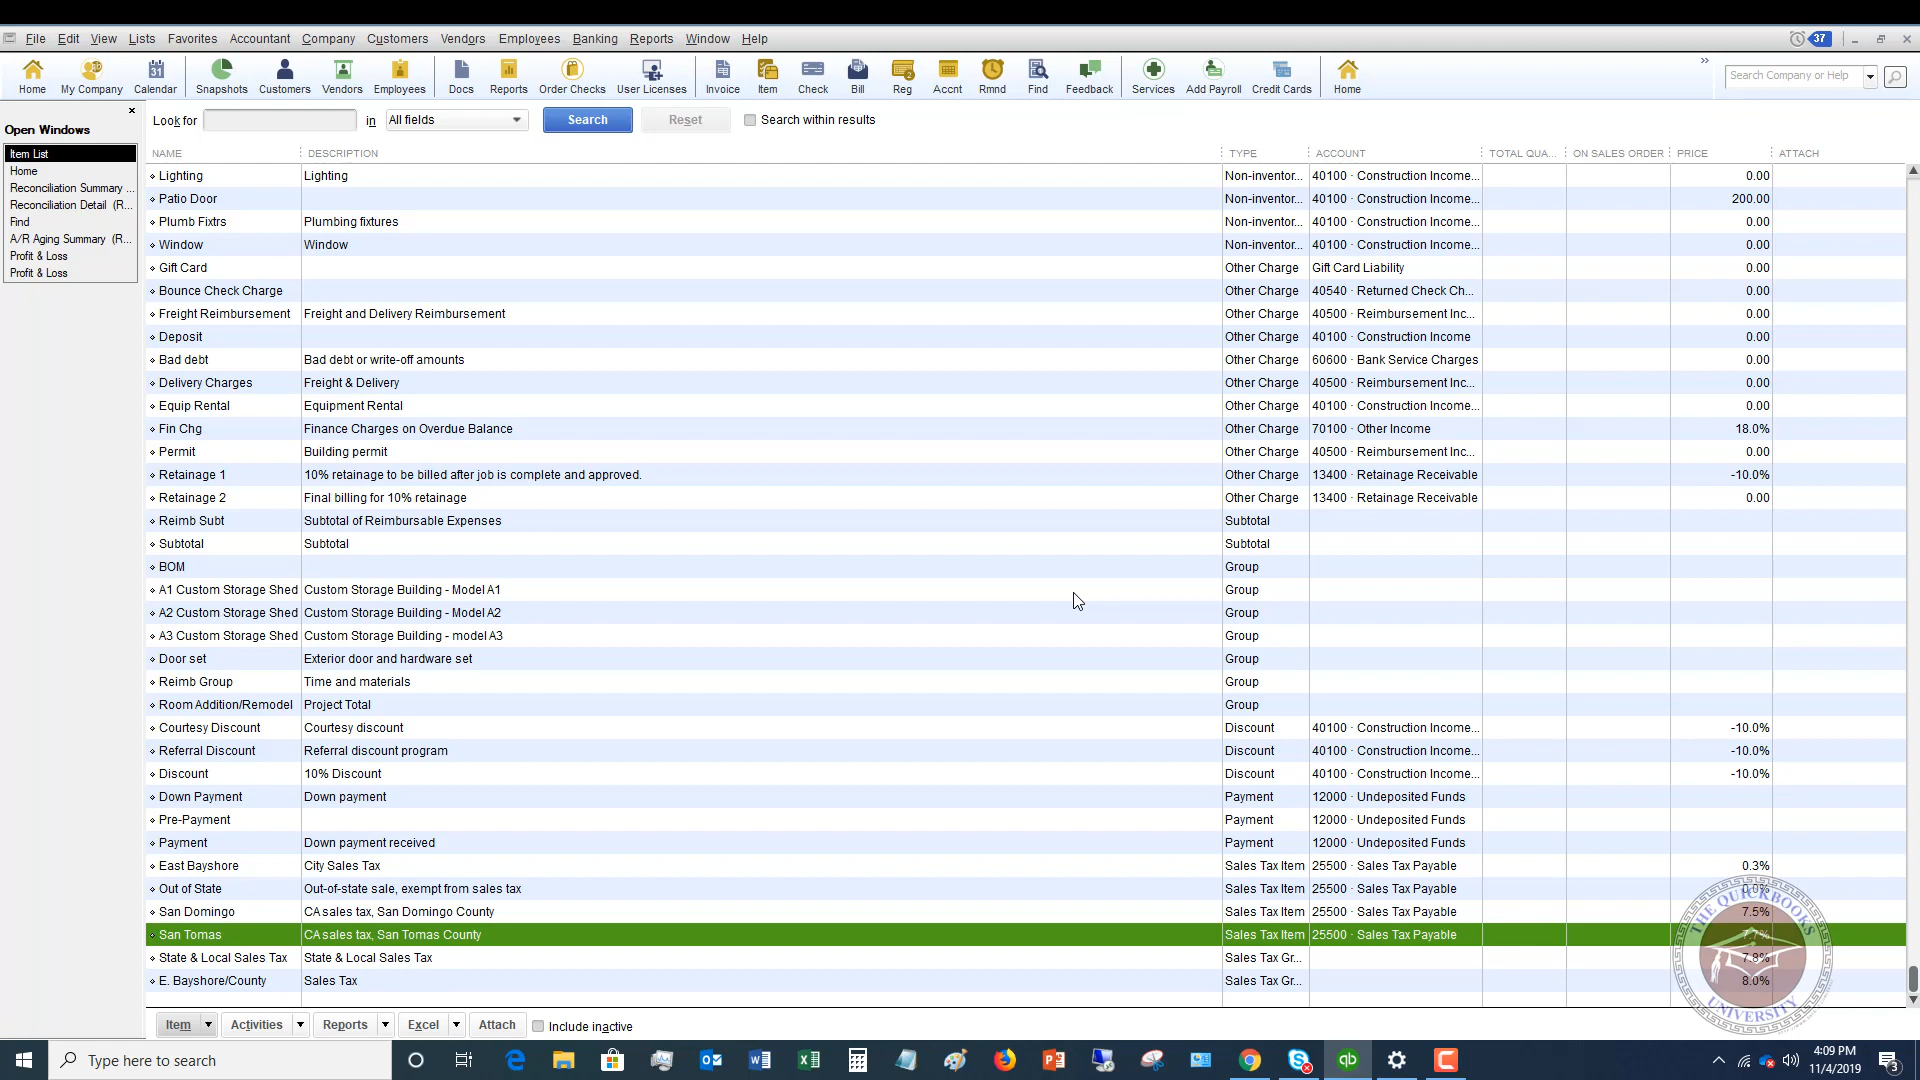 File Edit View Lists Favorites Accountant Company Customers Vendors Employees Banking Reports Window Help 37
Home My Company Calendar Snapshots Customers Vendors Employees Docs Reports Order Checks User Licenses Invoice Item Check Bill Reg Accnt Rmnd Find Feedback Services Add Payroll Credit Cards Home Search Company or Help
Open Windows
Item List
Home
Reconciliation Summary ...
Reconciliation Detail (R...
Find
A/R Aging Summary (R...
Profit & Loss
Profit & Loss
Look for in All fields Search Reset Search within results
NAME DESCRIPTION TYPE ACCOUNT TOTAL QUA... ON SALES ORDER PRICE ATTACH
Lighting Lighting Non-inventor... 40100 · Construction Income... 0.00
Patio Door Non-inventor... 40100 · Construction Income... 200.00
Plumb Fixtrs Plumbing fixtures Non-inventor... 40100 · Construction Income... 0.00
Window Window Non-inventor... 40100 · Construction Income... 0.00
Gift Card Other Charge Gift Card Liability 0.00
Bounce Check Charge Other Charge 40540 · Returned Check Ch... 0.00
Freight Reimbursement Freight and Delivery Reimbursement Other Charge 40500 · Reimbursement Inc... 0.00
Deposit Other Charge 40100 · Construction Income 0.00
Bad debt Bad debt or write-off amounts Other Charge 60600 · Bank Service Charges 0.00
Delivery Charges Freight & Delivery Other Charge 40500 · Reimbursement Inc... 0.00
Equip Rental Equipment Rental Other Charge 40100 · Construction Income... 0.00
Fin Chg Finance Charges on Overdue Balance Other Charge 70100 · Other Income 18.0%
Permit Building permit Other Charge 40500 · Reimbursement Inc... 0.00
Retainage 1 10% retainage to be billed after job is complete and approved. Other Charge 13400 · Retainage Receivable -10.0%
Retainage 2 Final billing for 10% retainage Other Charge 13400 · Retainage Receivable 0.00
Reimb Subt Subtotal of Reimbursable Expenses Subtotal
Subtotal Subtotal Subtotal
BOM Group
A1 Custom Storage Shed Custom Storage Building - Model A1 Group
A2 Custom Storage Shed Custom Storage Building - Model A2 Group
A3 Custom Storage Shed Custom Storage Building - model A3 Group
Door set Exterior door and hardware set Group
Reimb Group Time and materials Group
Room Addition/Remodel Project Total Group
Courtesy Discount Courtesy discount Discount 40100 · Construction Income... -10.0%
Referral Discount Referral discount program Discount 40100 · Construction Income... -10.0%
Discount 10% Discount Discount 40100 · Construction Income... -10.0%
Down Payment Down payment Payment 12000 · Undeposited Funds
Pre-Payment Payment 12000 · Undeposited Funds
Payment Down payment received Payment 12000 · Undeposited Funds
East Bayshore City Sales Tax Sales Tax Item 25500 · Sales Tax Payable 0.3%
Out of State Out-of-state sale, exempt from sales tax Sales Tax Item 25500 · Sales Tax Payable 0.0%
San Domingo CA sales tax, San Domingo County Sales Tax Item 25500 · Sales Tax Payable 7.5%
San Tomas CA sales tax, San Tomas County Sales Tax Item 25500 · Sales Tax Payable 7.7%
State & Local Sales Tax State & Local Sales Tax Sales Tax Gr... 7.8%
E. Bayshore/County Sales Tax Sales Tax Gr... 8.0%
THE QUICKBOOKS UNIVERSITY
Item Activities Reports Excel Attach Include inactive
Type here to search
4:09 PM
11/4/2019
3